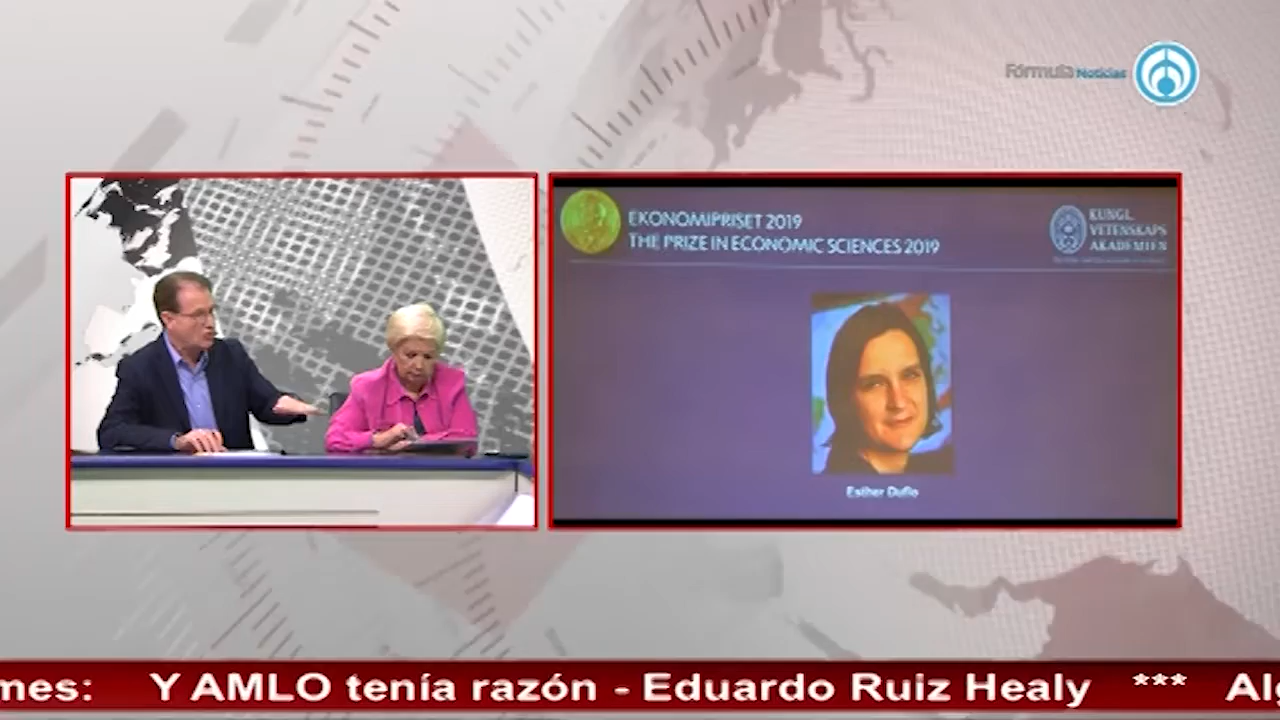 Fórmula Noticias
EKONOMIPRISET 2019
THE PRIZE IN ECONOMIC SCIENCES 2019
KUNGL.
VETENSKAPS
AKADEMIEN
Esther Duflo
mes: Y AMLO tenía razón - Eduardo Ruiz Healy *** Alg